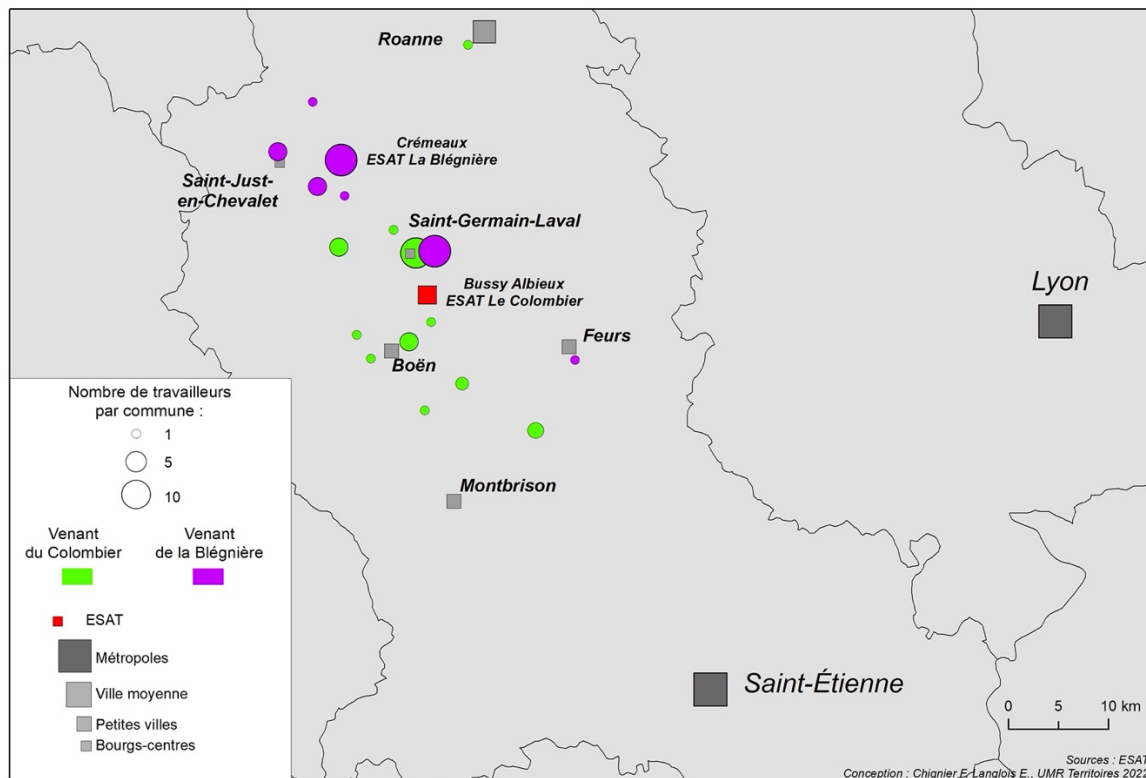 Roanne
Crémeaux
ESAT La Blégnière
Saint-Just-
en-Chevalet
Saint-Germain-Laval
Bussy Albieux
ESAT Le Colombier
Lyon
Feurs
Boën
Montbrison
Saint-Étienne
Nombre de travailleurs
par commune :
1
5
10
Venant
du Colombier
Venant
de la Blégnière
ESAT
Métropoles
Ville moyenne
Petites villes
Bourgs-centres
0 5 10 km
Sources : ESAT
Conception : Chignier F. Langlois E., UMR Territoires